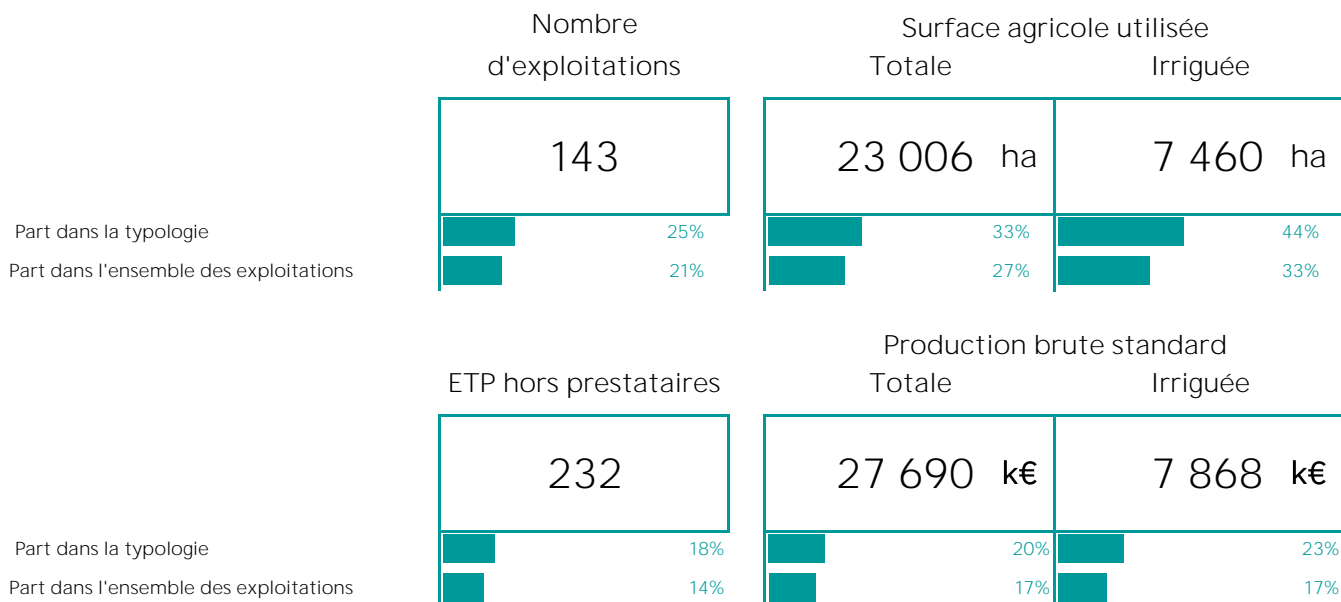 Nombre
d'exploitations
Surface agricole utilisée
Totale Irriguée
143 23 006 ha 7 460 ha
Part dans la typologie 25% 33% 44%
Part dans l'ensemble des exploitations 21% 27% 33%
Production brute standard
ETP hors prestataires Totale Irriguée
232 27 690 k€ 7 868 k€
Part dans la typologie 18% 20% 23%
Part dans l'ensemble des exploitations 14% 17% 17%